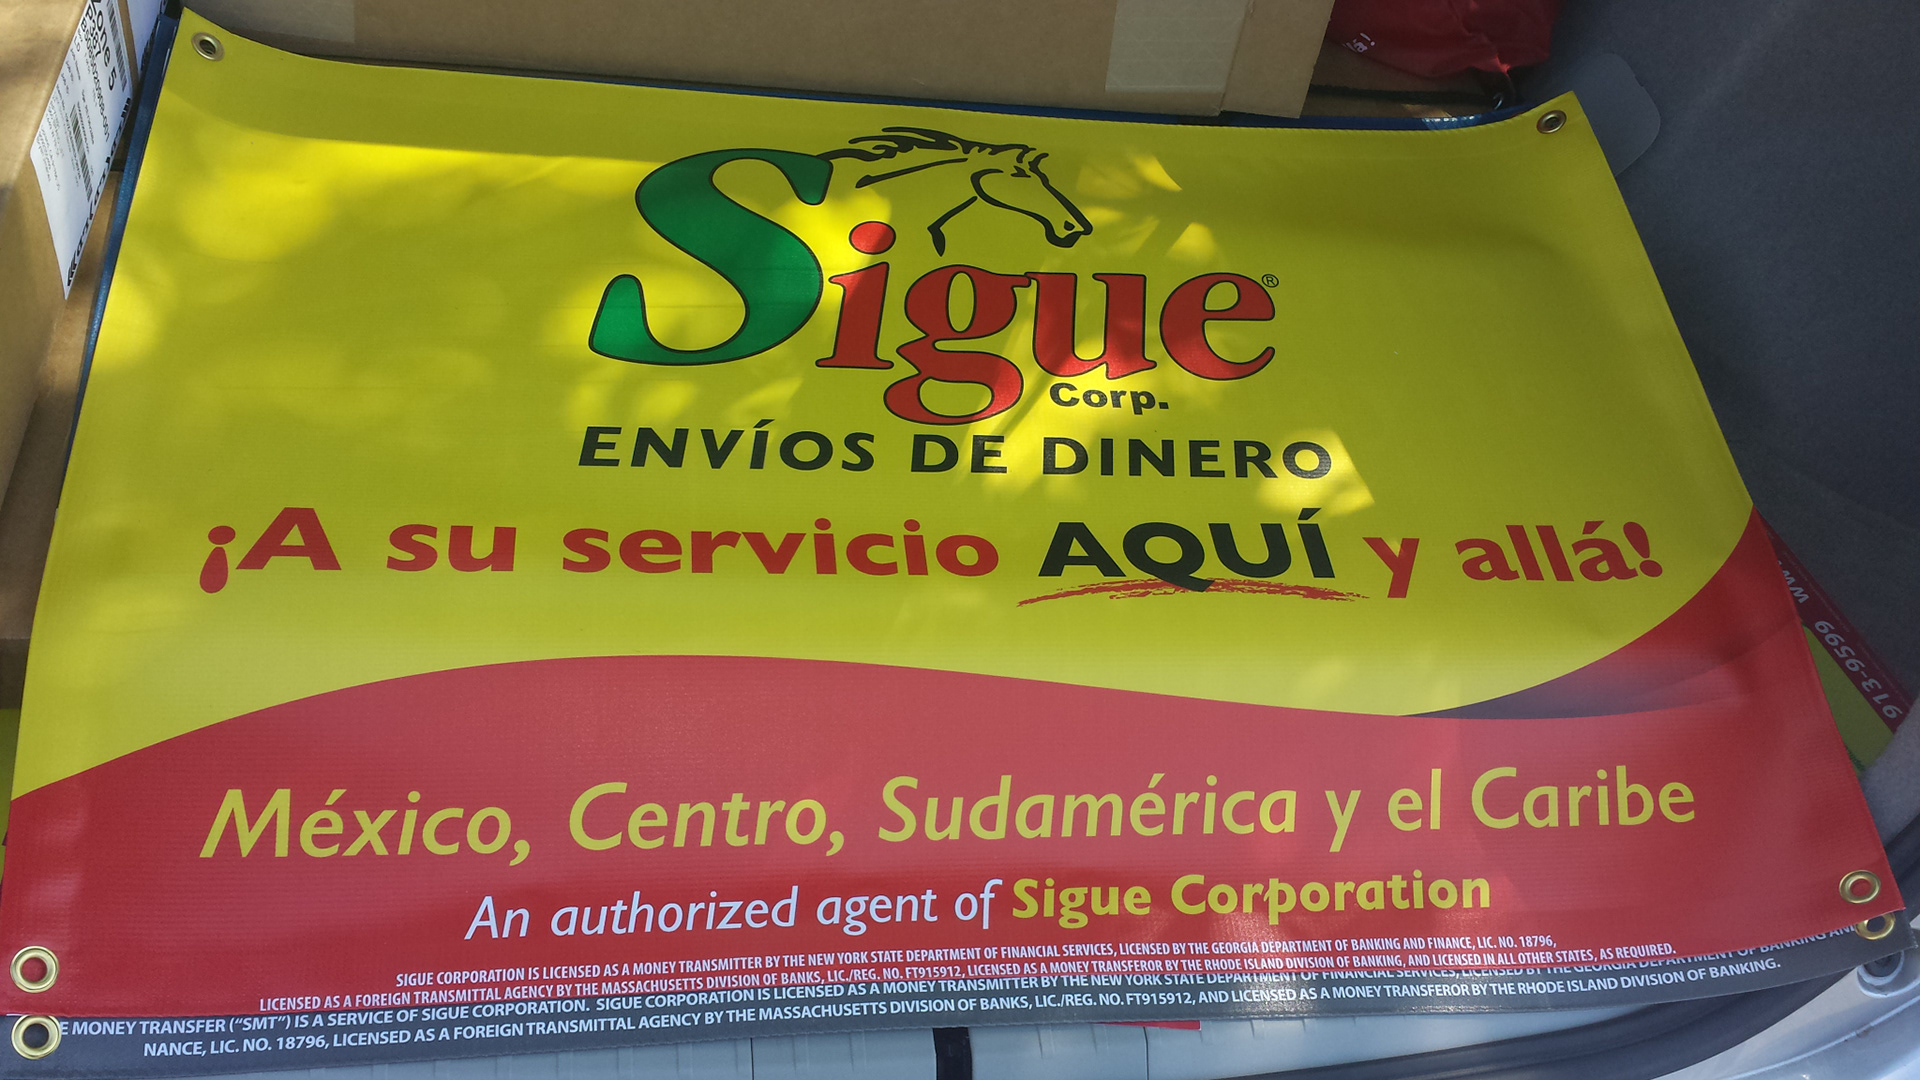 Zone 5
P387
Sigue®
Corp.
ENVÍOS DE DINERO
¡A su servicio AQUÍ y allá!
México, Centro, Sudamérica y el Caribe
An authorized agent of Sigue Corporation
SIGUE CORPORATION IS LICENSED AS A MONEY TRANSMITTER BY THE NEW YORK STATE DEPARTMENT OF FINANCIAL SERVICES, LICENSED BY THE GEORGIA DEPARTMENT OF BANKING AND FINANCE, LIC. NO. 18796,
LICENSED AS A FOREIGN TRANSMITTAL AGENCY BY THE MASSACHUSETTS DIVISION OF BANKS, LIC./REG. NO. FT915912, LICENSED AS A MONEY TRANSFEROR BY THE RHODE ISLAND DIVISION OF BANKING, AND LICENSED IN ALL OTHER STATES, AS REQUIRED.
E MONEY TRANSFER ("SMT") IS A SERVICE OF SIGUE CORPORATION. SIGUE CORPORATION IS LICENSED AS A MONEY TRANSMITTER BY THE NEW YORK STATE DEPARTMENT OF FINANCIAL SERVICES, LICENSED BY THE GEORGIA DEPARTMENT OF BANKING AND
NANCE, LIC. NO. 18796, LICENSED AS A FOREIGN TRANSMITTAL AGENCY BY THE MASSACHUSETTS DIVISION OF BANKS, LIC./REG. NO. FT915912, AND LICENSED AS A MONEY TRANSFEROR BY THE RHODE ISLAND DIVISION OF BANKING.
913-9599